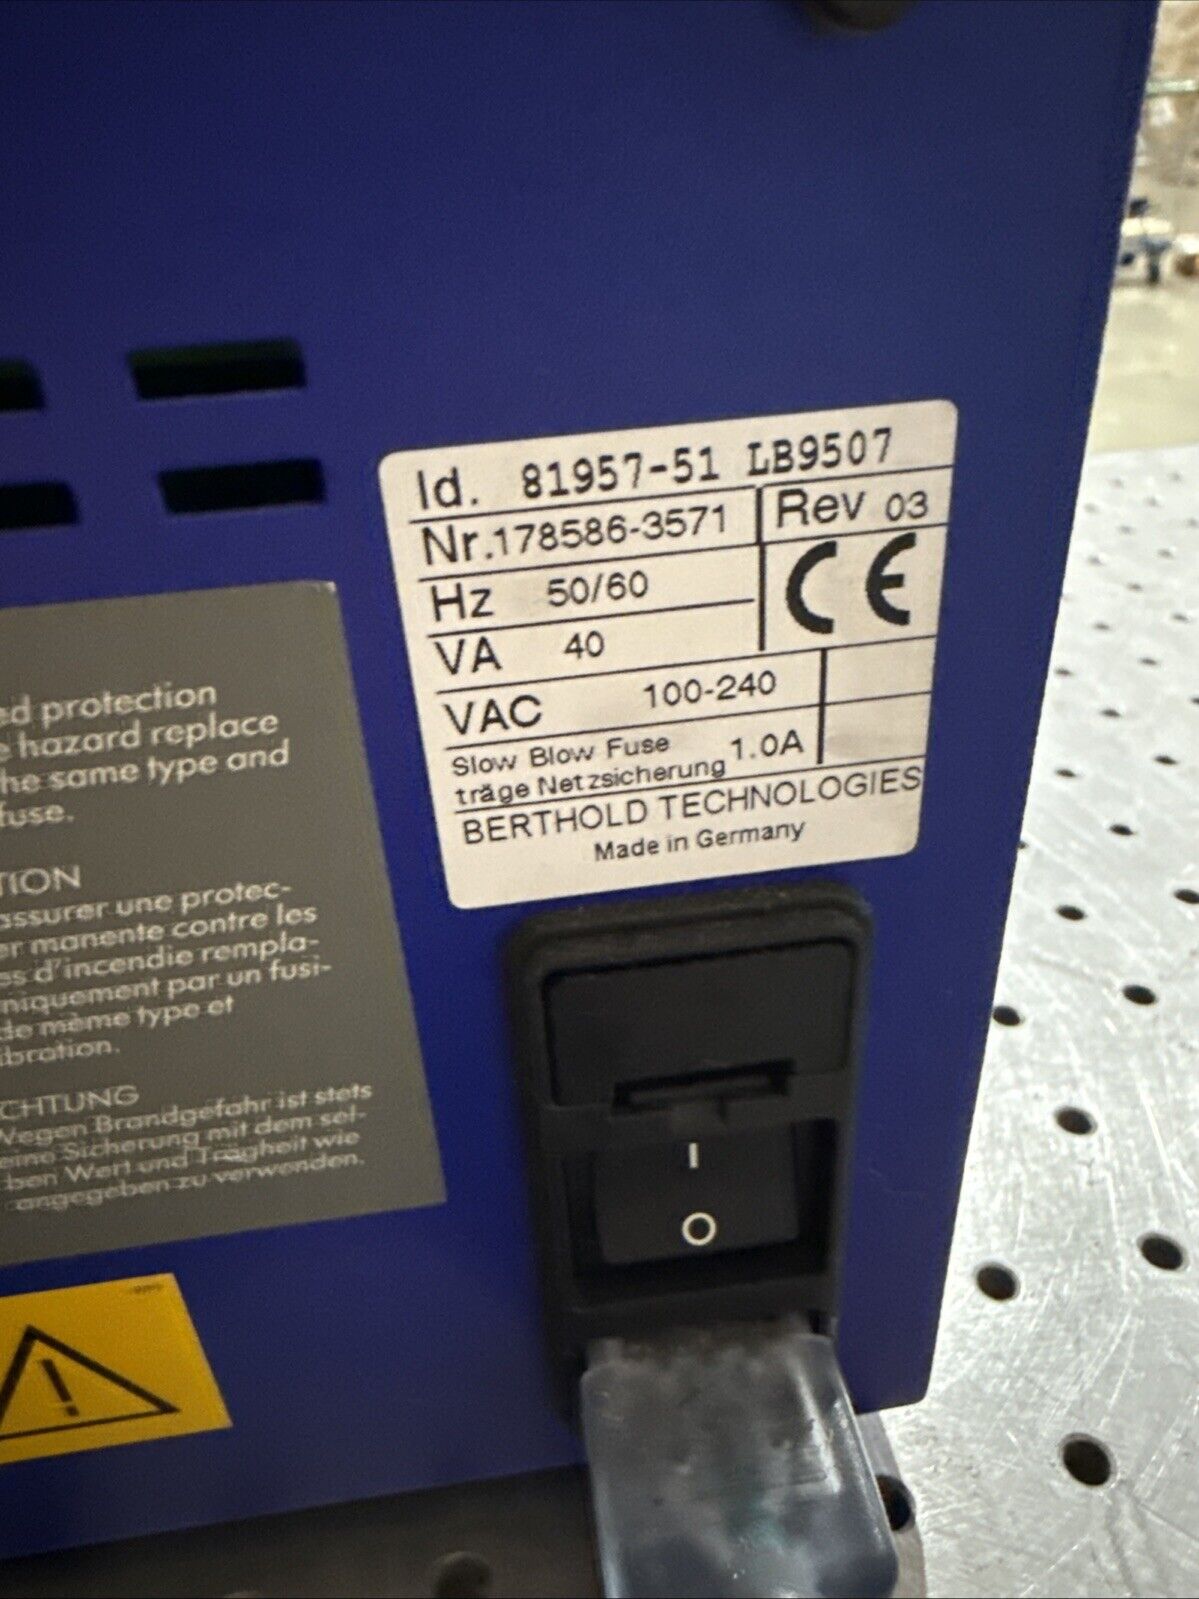 Id. 81957-51 LB9507
Nr.178586-3571 Rev 03
Hz 50/60
CE
VA 40
VAC 100-240
Slow Blow Fuse
träge Netzsicherung 1.0A
BERTHOLD TECHNOLOGIES
Made in Germany
ed protection
hazard replace
the same type and
fuse.
TION
assurer une protec-
er manente contre les
d'incendie rempla-
niquement par un fusi-
de mème type et
ibration.
CHTUNG
Wegen Brandgefahr ist stets
eine Sicherung mit dem sel-
ben Wert und Trägheit wie
angegeben zu verwenden.
I
O